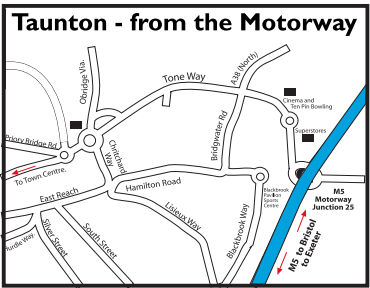 Taunton - from the Motorway
Obridge Via.
Tone Way
A38 (North)
Cinema and
Ten Pin Bowling
Superstores
Priory Bridge Rd
Chritchard
Way
Bridgwater Rd
To Town Centre,
Hamilton Road
East Reach
Lisieux Way
Blackbrook
Pavilion
Sports
Centre
M5
Motorway
Junction 25
Hurdle Way
Silver Street
South Street
Blackbrook Way
M5 to Bristol
to Exeter